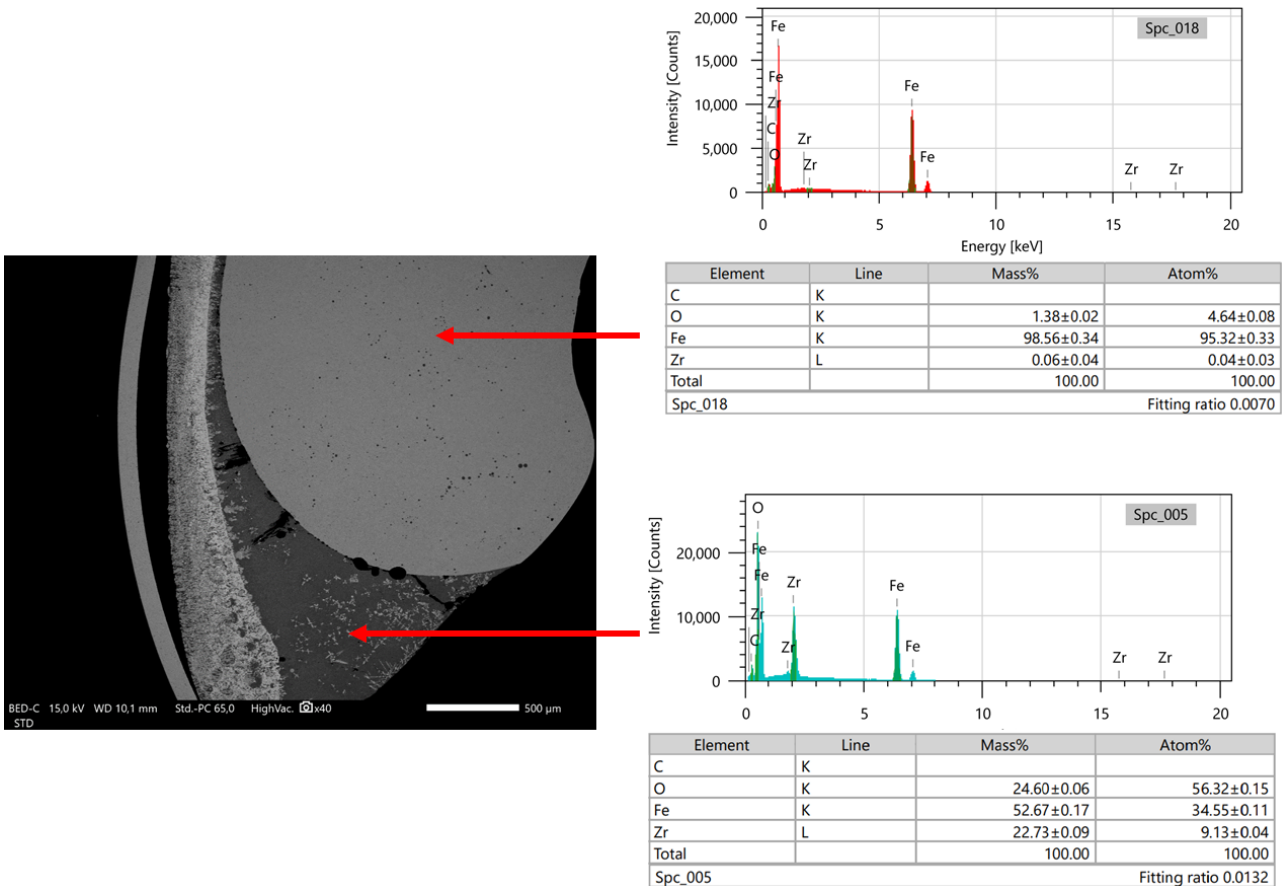 Spc_018
20,000
15,000
10,000
5,000
0
Intensity [Counts]
Fe
Fe
Zr
C
O
Zr
Zr
Fe
Fe
Zr
Zr
0 5 10 15 20
Energy [keV]
Element Line Mass% Atom%
C K
O K 1.38±0.02 4.64±0.08
Fe K 98.56±0.34 95.32±0.33
Zr L 0.06±0.04 0.04±0.03
Total 100.00 100.00
Spc_018 Fitting ratio 0.0070
BED-C 15,0 kV WD 10,1 mm Std.-PC 65,0 HighVac. x40 500 µm
STD
Spc_005
20,000
10,000
0
Intensity [Counts]
O
Fe
Fe
Zr
C
Zr
Zr
Fe
Fe
Zr
Zr
0 5 10 15 20
Element Line Mass% Atom%
C K
O K 24.60±0.06 56.32±0.15
Fe K 52.67±0.17 34.55±0.11
Zr L 22.73±0.09 9.13±0.04
Total 100.00 100.00
Spc_005 Fitting ratio 0.0132